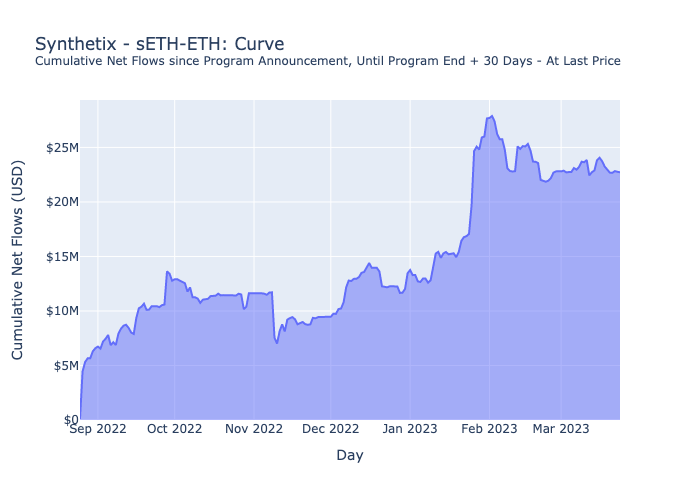 Synthetix - sETH-ETH: Curve
Cumulative Net Flows since Program Announcement, Until Program End + 30 Days - At Last Price
Cumulative Net Flows (USD)
$25M
$20M
$15M
$10M
$5M
$0
Sep 2022 Oct 2022 Nov 2022 Dec 2022 Jan 2023 Feb 2023 Mar 2023
Day